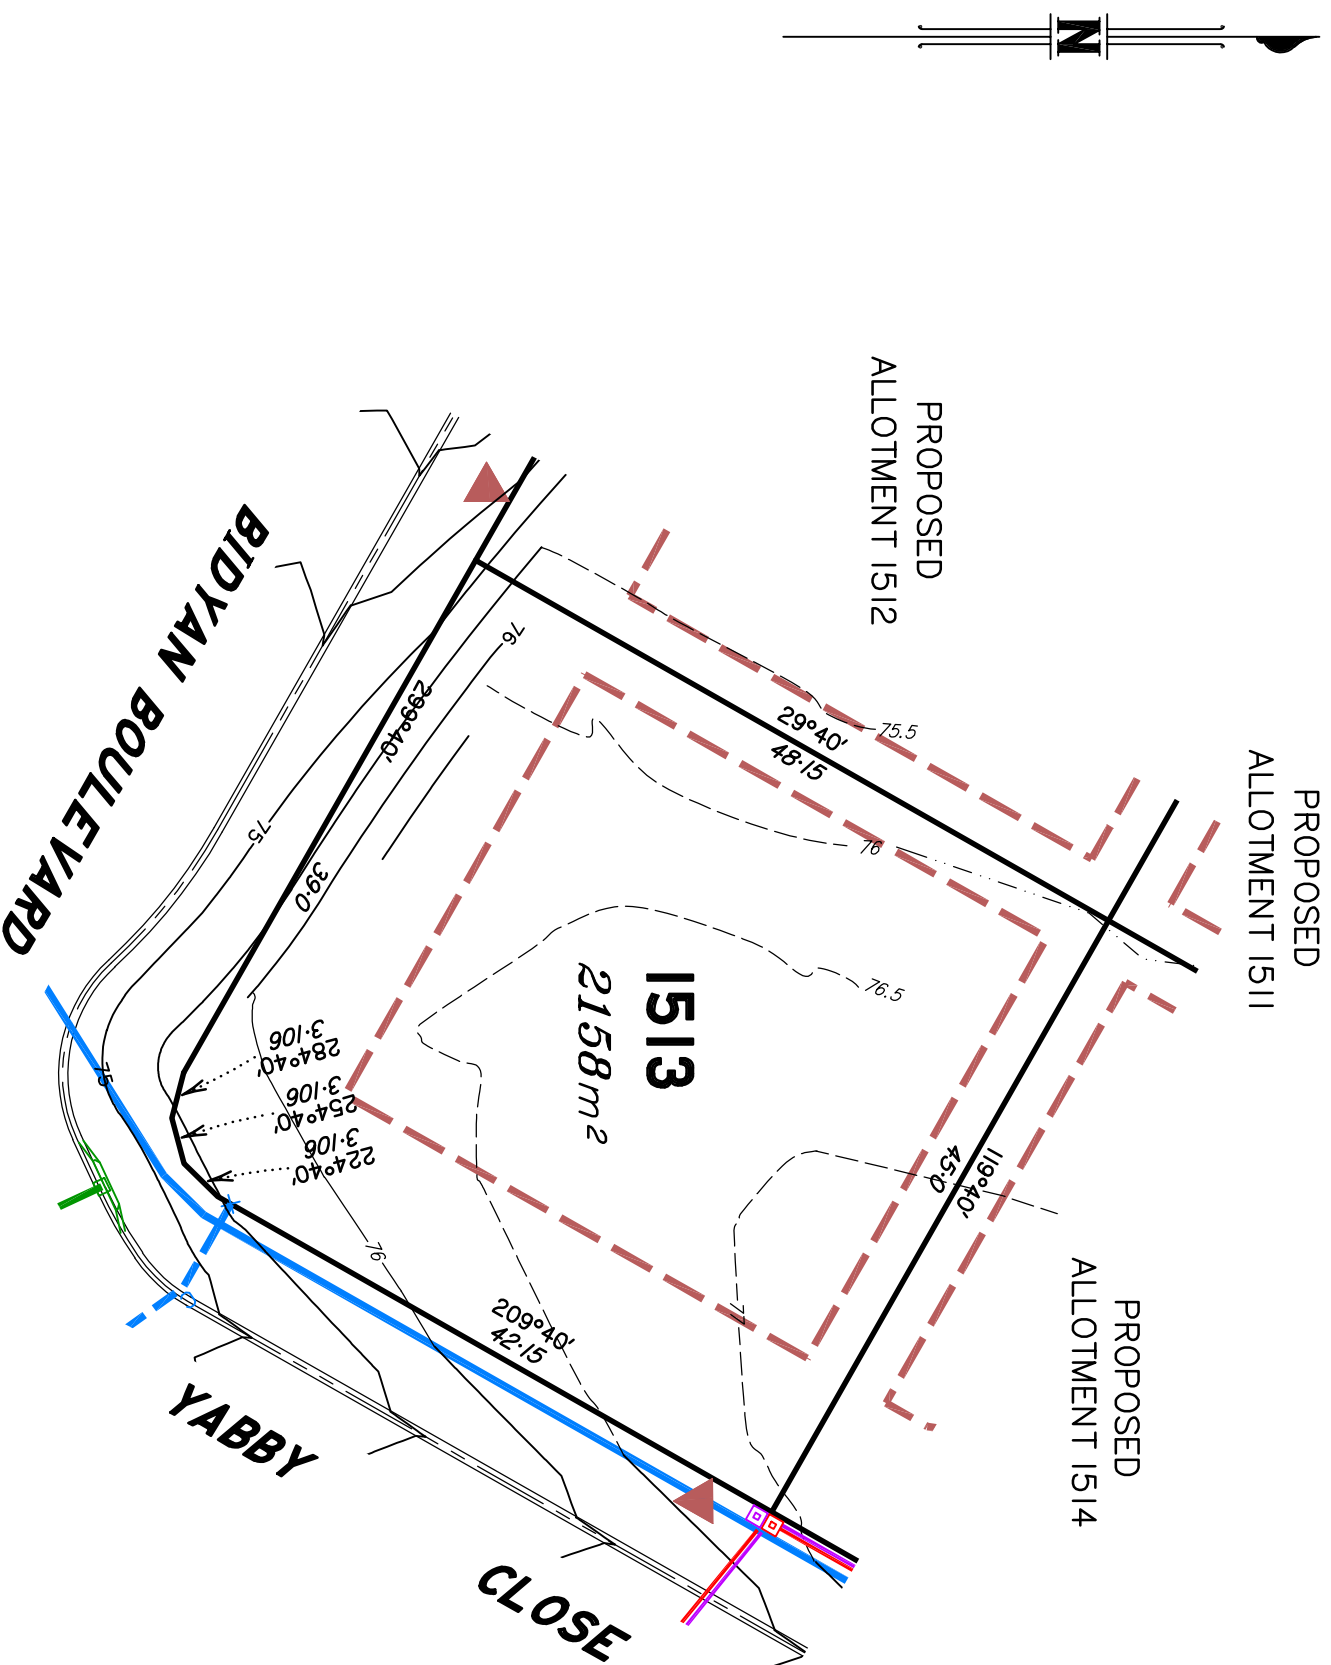 N
PROPOSED
ALLOTMENT 1511
PROPOSED
ALLOTMENT 1512
PROPOSED
ALLOTMENT 1514
1513
2158m²
29°40'
48·15
119°40'
45·0
209°40'
42·15
299°40'
39·0
284°40'
3·106
254°40'
3·106
224°40'
3·106
75.5
76
76.5
76
75
75
76
77
BIDYAN BOULEVARD
YABBY
CLOSE